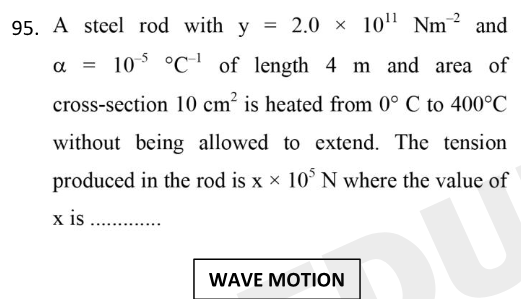 95. A steel rod with y = 2.0 × 10¹¹ Nm⁻² and
α = 10⁻⁵ °C⁻¹ of length 4 m and area of
cross-section 10 cm² is heated from 0° C to 400°C
without being allowed to extend. The tension
produced in the rod is x × 10⁵ N where the value of
x is .............
WAVE MOTION